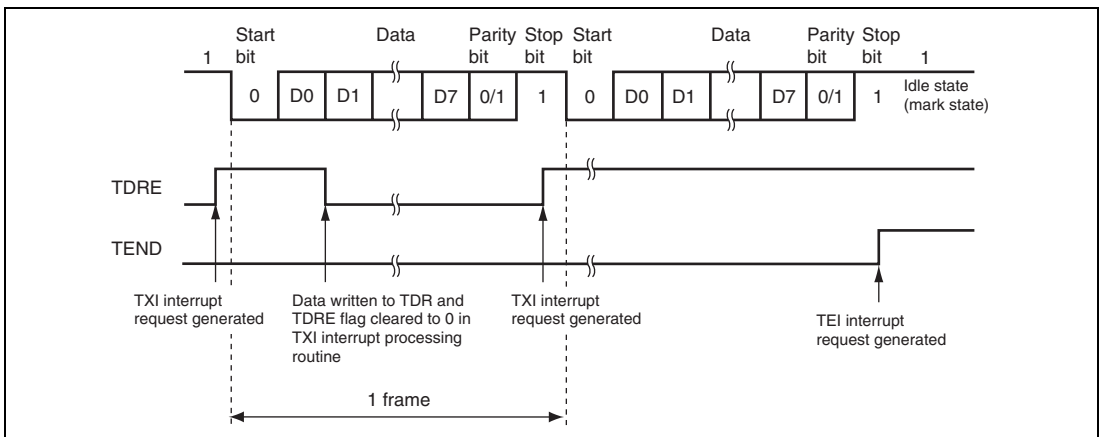 Start Data Parity Stop Start Data Parity Stop
1 bit bit bit bit bit bit 1
0 D0 D1 D7 0/1 1 0 D0 D1 D7 0/1 1 Idle state
(mark state)
TDRE
TEND
TXI interrupt
request generated
Data written to TDR and
TDRE flag cleared to 0 in
TXI interrupt processing
routine
TXI interrupt
request generated
TEI interrupt
request generated
1 frame